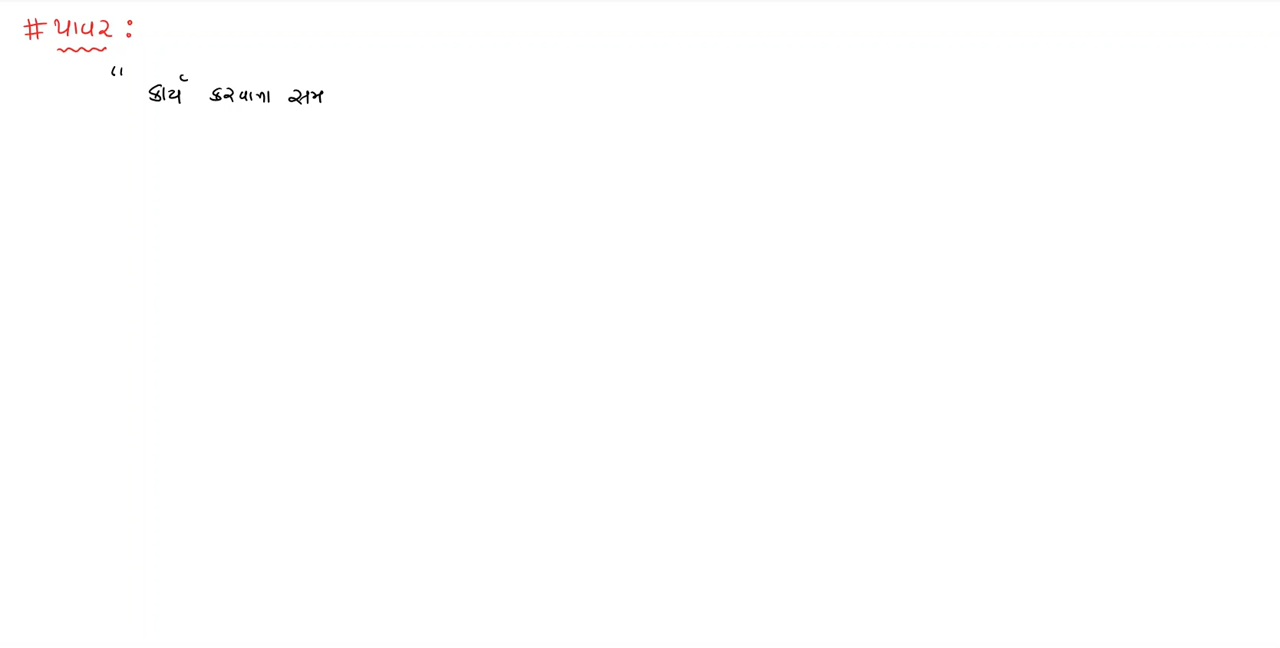 # પાવર :
" કાર્ય કરવાના સમ